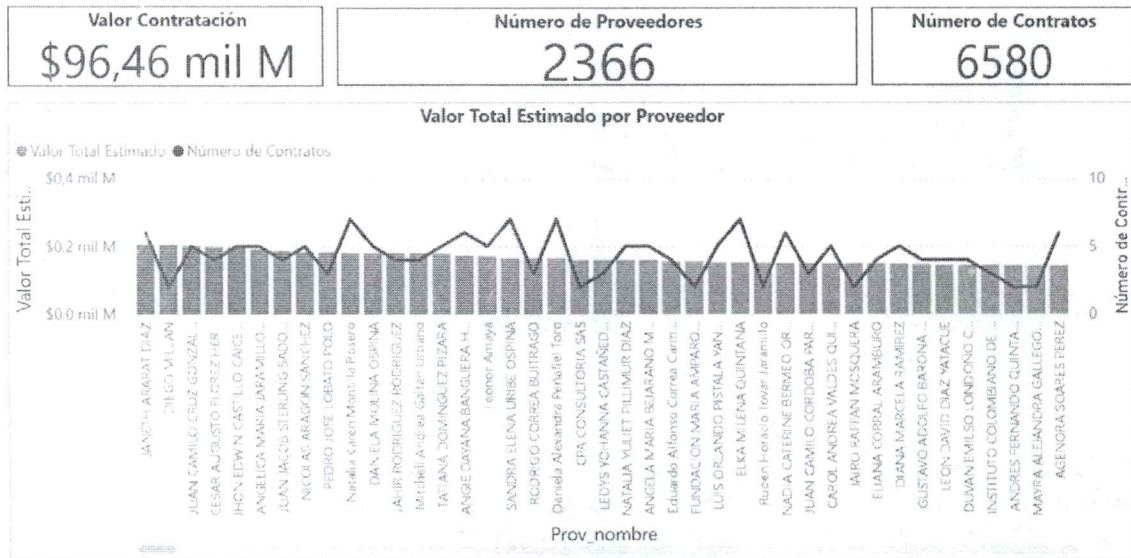 Valor Contratación
$96,46 mil M
Número de Proveedores
2366
Número de Contratos
6580
Valor Total Estimado por Proveedor
Valor Total Estimado Número de Contratos
Valor Total Esti...
$0,4 mil M
$0,2 mil M
$0,0 mil M
10
5
0
Número de Contr...
JANETH ARARAT DIAZ
DIEGO MILLAN
JUAN CAMILO CRUZ GONZAL...
CESAR AUGUSTO FLOREZ HER...
JHON EDWIN CASTILLO CAICE...
ANGELICA MARIA JARAMILLO...
JUAN JACOB STERLING SADO...
NICOLAS ARAGON SANCHEZ
PEDRO JOSE LOBATO POLO
Natalia Karen Montilla
DANIELA MOLINA OSPINA
JAHIR RODRIGUEZ RODRIGUEZ
Michell Andrea Gaitan Urbano
TATIANA DOMINGUEZ PIZARA
ANGIE DAYANA BANGUERA H...
Leonor Amaya
SANDRA ELENA URIBE OSPINA
RODRIGO CORREA BUITRAGO
Daniela Alexandra Peñafiel Toro
CPA CONSULTORIA SAS
LEDYS YOHANNA CASTAÑED...
NATALIA YULIET PILLIMUR DIAZ
ANGELA MARIA BEJARANO M...
Eduardo Alfonso Correa
FUNDACION MARIA AMPARO...
LUIS ORLANDO PISTALA YAN...
ELKA MILENA QUINTANA
Ruben Horacio Tovar Jaramillo
NADIA CATERINE BERMEO OR...
JUAN CAMILO CORDOBA PAR...
CAROL ANDREA VALDES QUI...
JAIRO RAFFAN MOSQUERA
ELIANA CORRAL ARAMBURO
DIANA MARCELA RAMIREZ
GUSTAVO ADOLFO BARONA...
LEON DAVID DIAZ YATACUE
DUVAN EMILSO LONDOÑO C...
INSTITUTO COLOMBIANO DE...
ANDRES FERNANDO QUINTA...
MAYRA ALEJANDRA GALLEGO...
AGENORA SOARES PEREZ
Prov_nombre